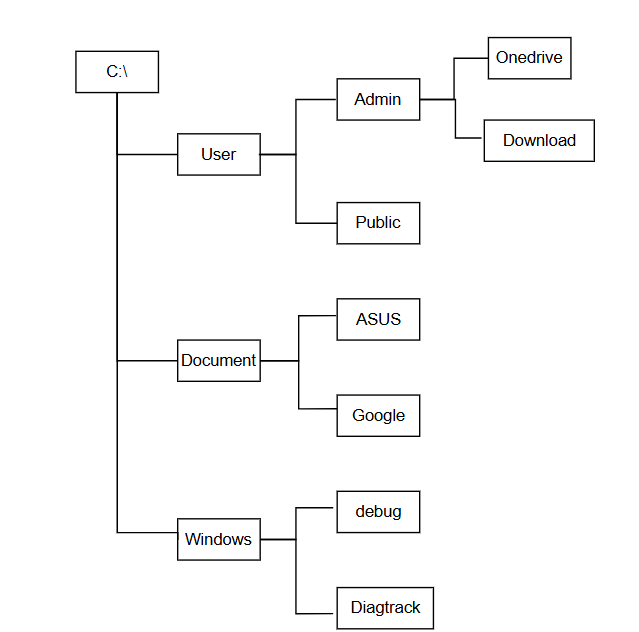 C:\
User
Admin
Onedrive
Download
Public
Document
ASUS
Google
Windows
debug
Diagtrack